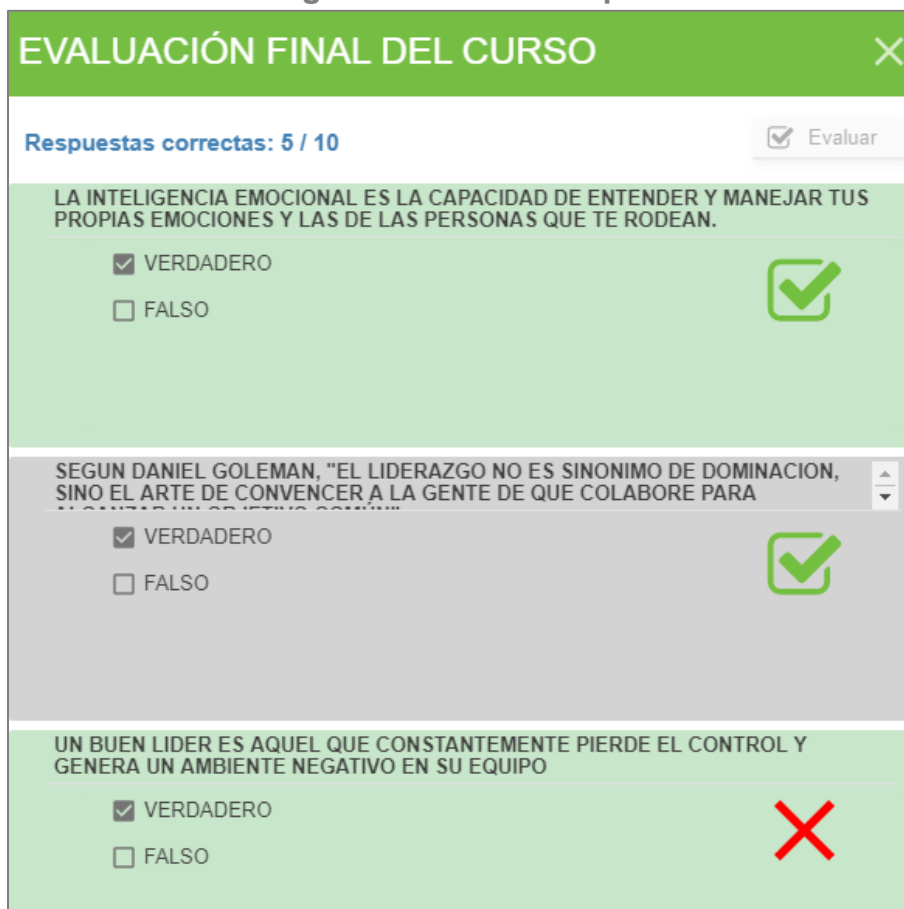 EVALUACIÓN FINAL DEL CURSO
Respuestas correctas: 5 / 10
Evaluar
LA INTELIGENCIA EMOCIONAL ES LA CAPACIDAD DE ENTENDER Y MANEJAR TUS
PROPIAS EMOCIONES Y LAS DE LAS PERSONAS QUE TE RODEAN.
VERDADERO
FALSO
SEGUN DANIEL GOLEMAN, "EL LIDERAZGO NO ES SINONIMO DE DOMINACION,
SINO EL ARTE DE CONVENCER A LA GENTE DE QUE COLABORE PARA
VERDADERO
FALSO
UN BUEN LIDER ES AQUEL QUE CONSTANTEMENTE PIERDE EL CONTROL Y
GENERA UN AMBIENTE NEGATIVO EN SU EQUIPO
VERDADERO
FALSO